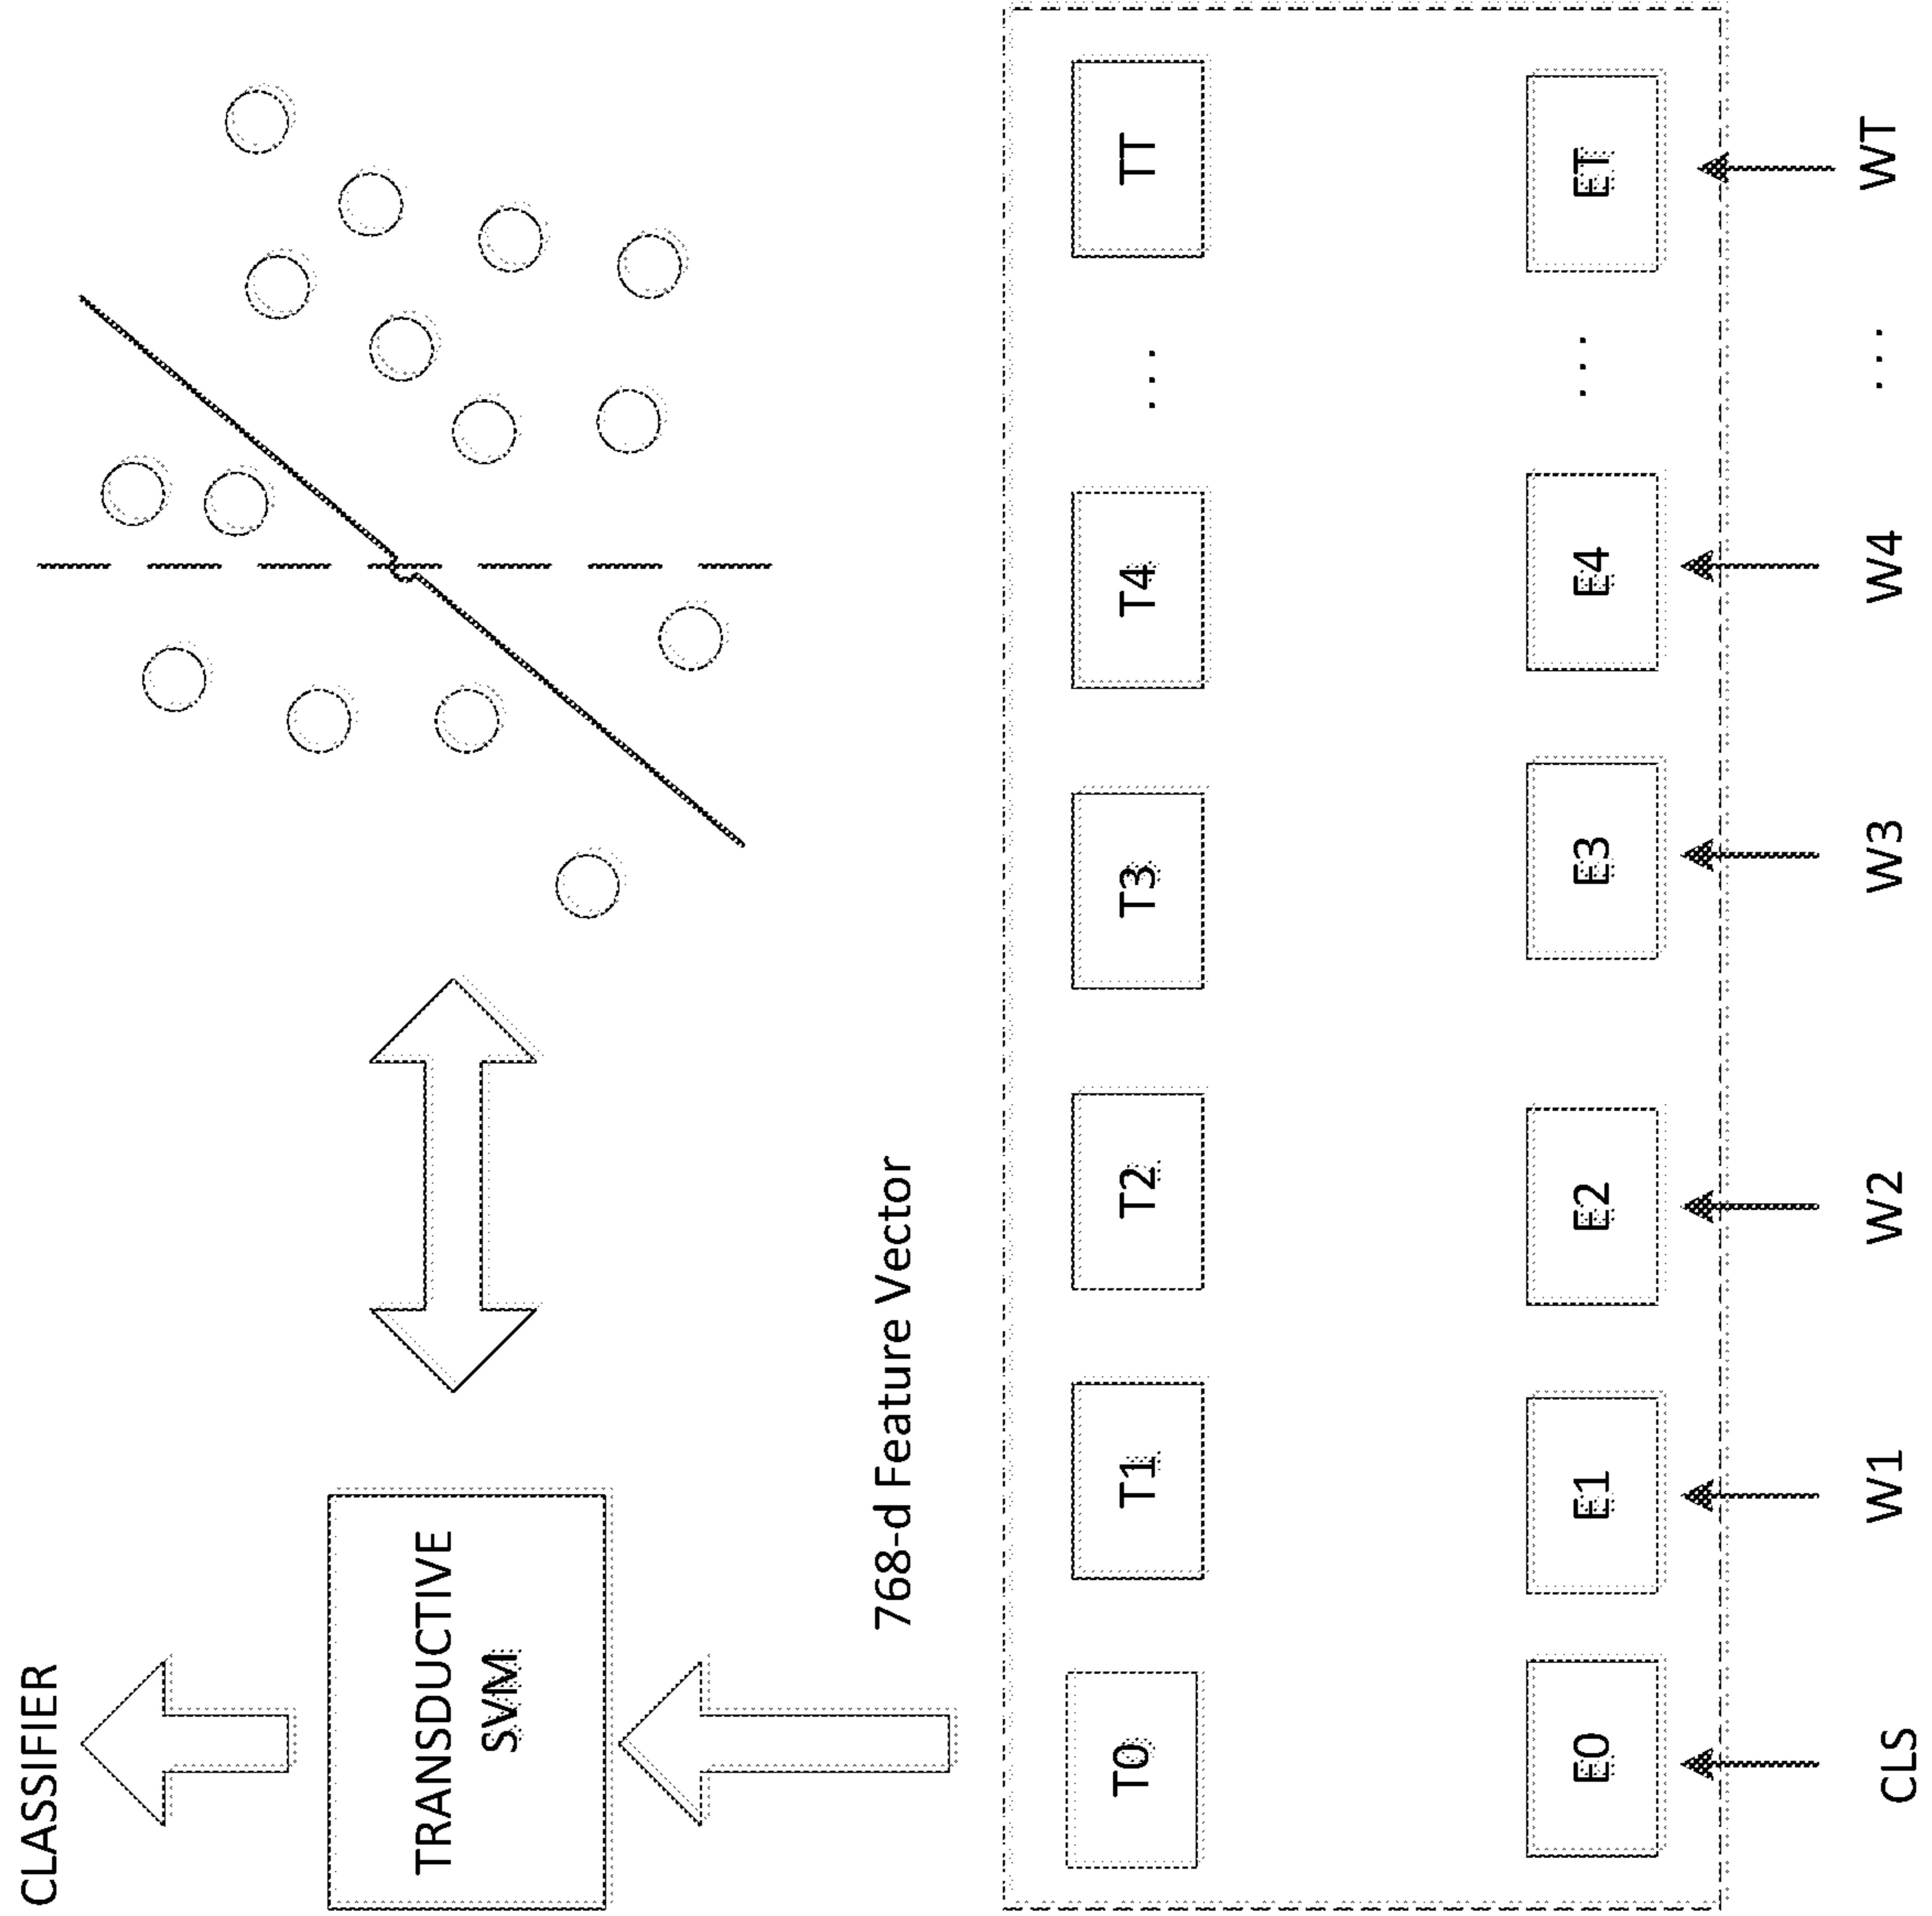 CLASSIFIER
TRANSDUCTIVE
SVM
768-d Feature Vector
T0 T1 T2 T3 T4 ... TT
E0 E1 E2 E3 E4 ... ET
CLS W1 W2 W3 W4 ... WT